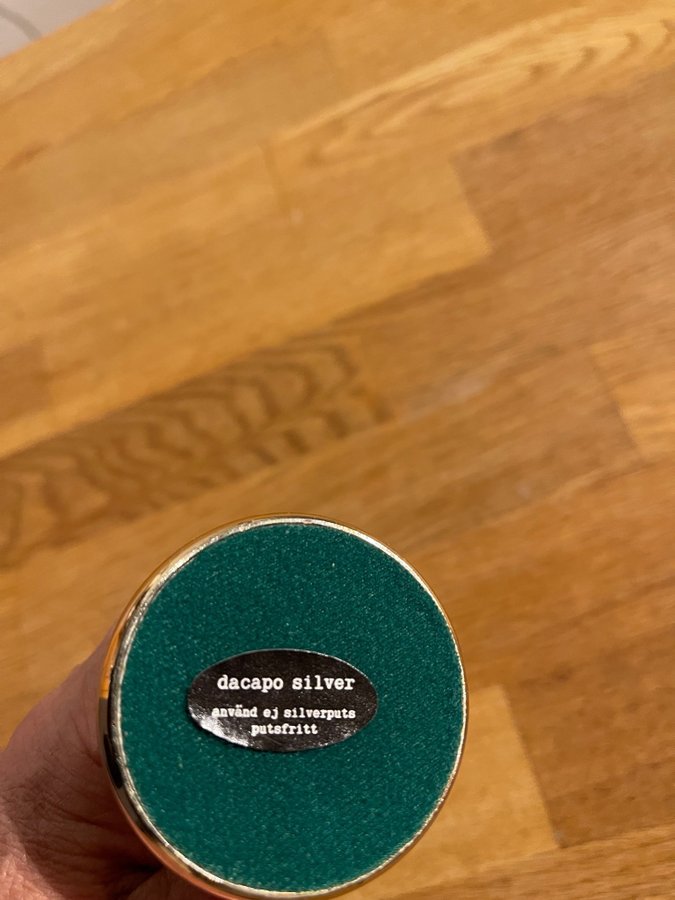 dacapo silver
använd ej silverputs
putsfritt